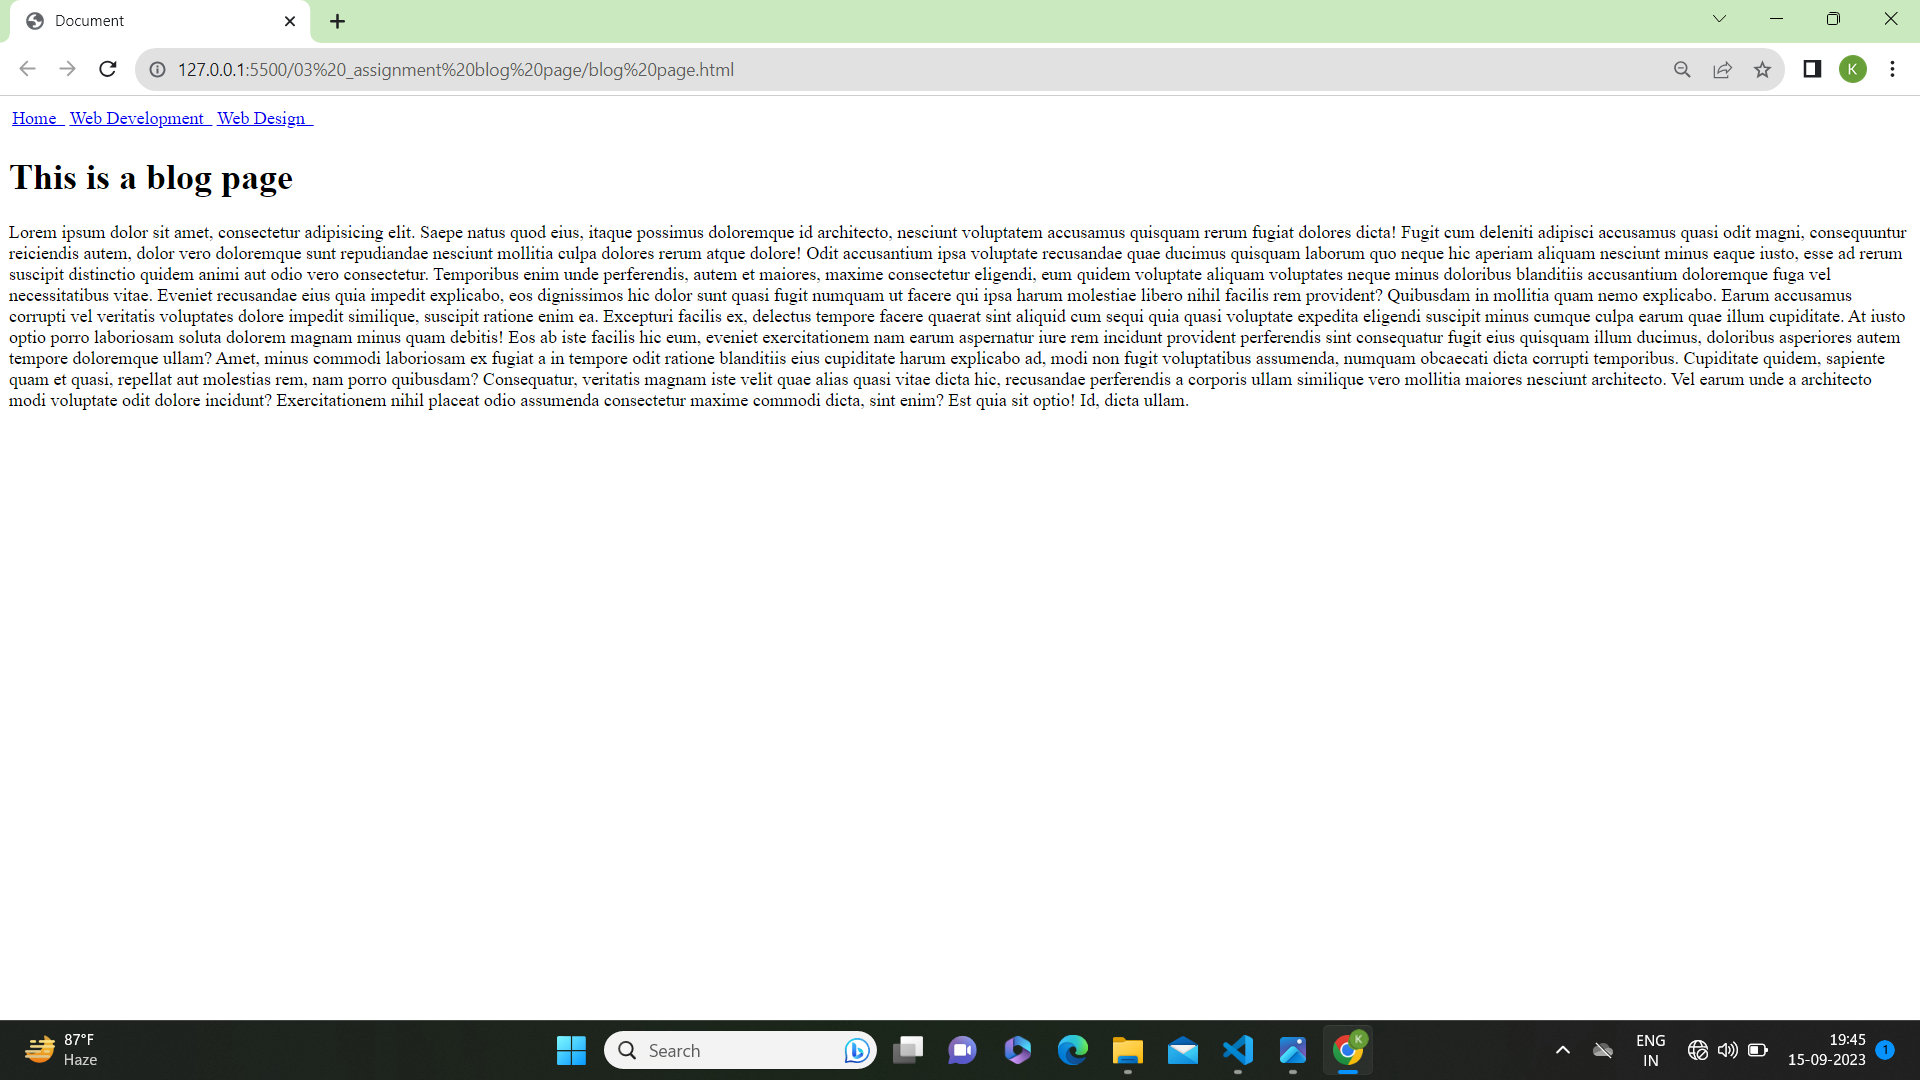 Document
127.0.0.1:5500/03%20_assignment%20blog%20page/blog%20page.html
K
Home Web Development Web Design
This is a blog page
Lorem ipsum dolor sit amet, consectetur adipisicing elit. Saepe natus quod eius, itaque possimus doloremque id architecto, nesciunt voluptatem accusamus quisquam rerum fugiat dolores dicta! Fugit cum deleniti adipisci accusamus quasi odit magni, consequuntur
reiciendis autem, dolor vero doloremque sunt repudiandae nesciunt mollitia culpa dolores rerum atque dolore! Odit accusantium ipsa voluptate recusandae quae ducimus quisquam laborum quo neque hic aperiam aliquam nesciunt minus eaque iusto, esse ad rerum
suscipit distinctio quidem animi aut odio vero consectetur. Temporibus enim unde perferendis, autem et maiores, maxime consectetur eligendi, eum quidem voluptate aliquam voluptates neque minus doloribus blanditiis accusantium doloremque fuga vel
necessitatibus vitae. Eveniet recusandae eius quia impedit explicabo, eos dignissimos hic dolor sunt quasi fugit numquam ut facere qui ipsa harum molestiae libero nihil facilis rem provident? Quibusdam in mollitia quam nemo explicabo. Earum accusamus
corrupti vel veritatis voluptates dolore impedit similique, suscipit ratione enim ea. Excepturi facilis ex, delectus tempore facere quaerat sint aliquid cum sequi quia quasi voluptate expedita eligendi suscipit minus cumque culpa earum quae illum cupiditate. At iusto
optio porro laboriosam soluta dolorem magnam minus quam debitis! Eos ab iste facilis hic eum, eveniet exercitationem nam earum aspernatur iure rem incidunt provident perferendis sint consequatur fugit eius quisquam illum ducimus, doloribus asperiores autem
tempore doloremque ullam? Amet, minus commodi laboriosam ex fugiat a in tempore odit ratione blanditiis eius cupiditate harum explicabo ad, modi non fugit voluptatibus assumenda, numquam obcaecati dicta corrupti temporibus. Cupiditate quidem, sapiente
quam et quasi, repellat aut molestias rem, nam porro quibusdam? Consequatur, veritatis magnam iste velit quae alias quasi vitae dicta hic, recusandae perferendis a corporis ullam similique vero mollitia maiores nesciunt architecto. Vel earum unde a architecto
modi voluptate odit dolore incidunt? Exercitationem nihil placeat odio assumenda consectetur maxime commodi dicta, sint enim? Est quia sit optio! Id, dicta ullam.
87°F
Haze
Search
K
ENG
IN
19:45
15-09-2023
1